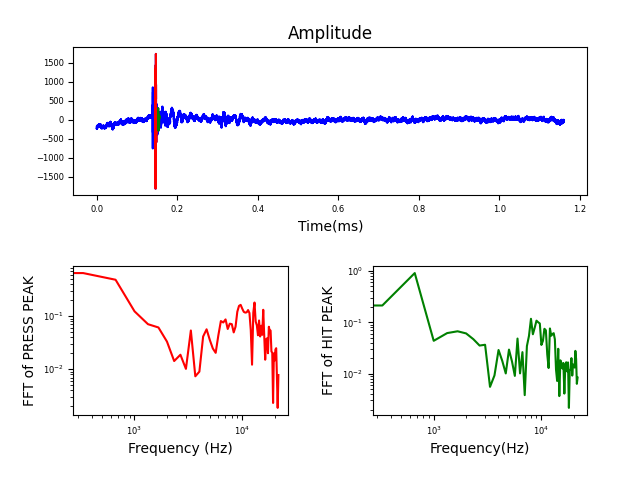 Amplitude
1500
1000
500
0
−500
−1000
−1500
0.0 0.2 0.4 0.6 0.8 1.0 1.2
Time(ms)
FFT of PRESS PEAK
10⁻¹
10⁻²
10³ 10⁴
Frequency (Hz)
FFT of HIT PEAK
10⁰
10⁻¹
10⁻²
10³ 10⁴
Frequency(Hz)